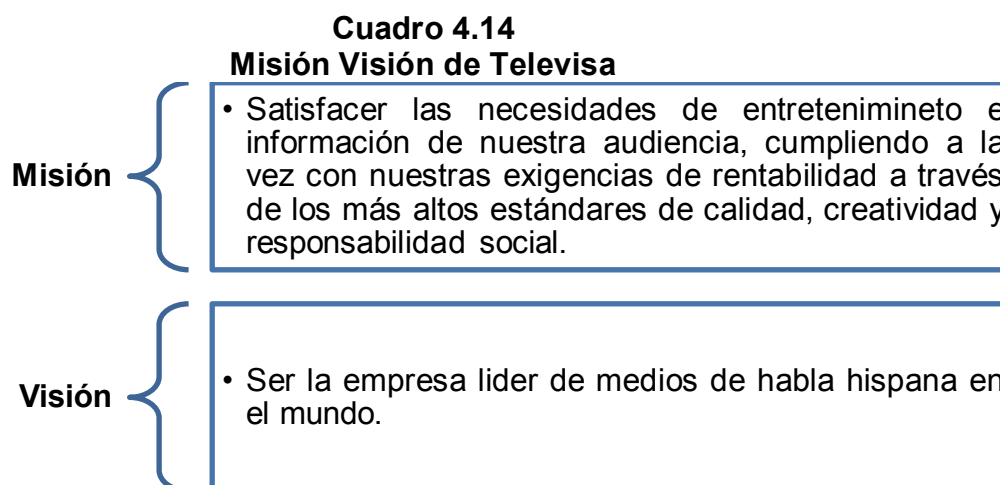 Cuadro 4.14
Misión Visión de Televisa
Misión
• Satisfacer las necesidades de entretenimineto e
información de nuestra audiencia, cumpliendo a la
vez con nuestras exigencias de rentabilidad a través
de los más altos estándares de calidad, creatividad y
responsabilidad social.
Visión
• Ser la empresa lider de medios de habla hispana en
el mundo.